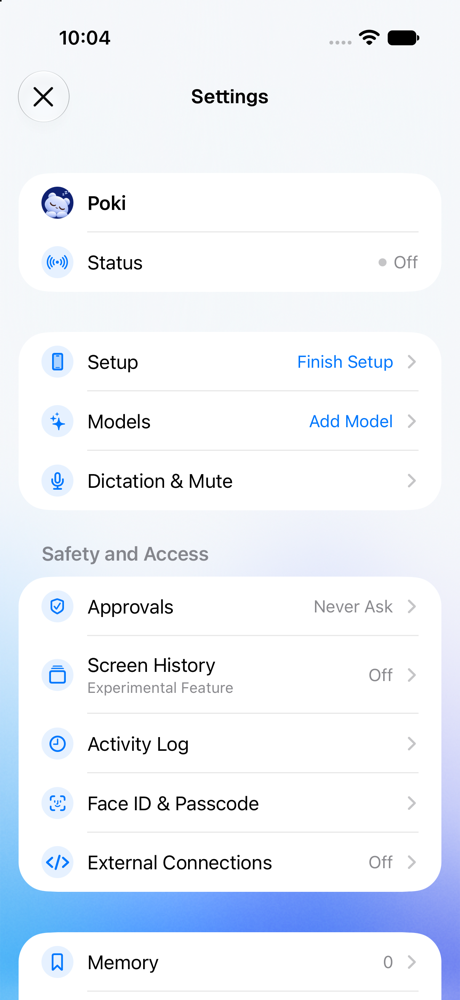 10:04
Settings
Poki
Status
Off
Setup
Finish Setup
Models
Add Model
Dictation & Mute
Safety and Access
Approvals
Never Ask
Screen History
Experimental Feature
Off
Activity Log
Face ID & Passcode
External Connections
Off
Memory
0